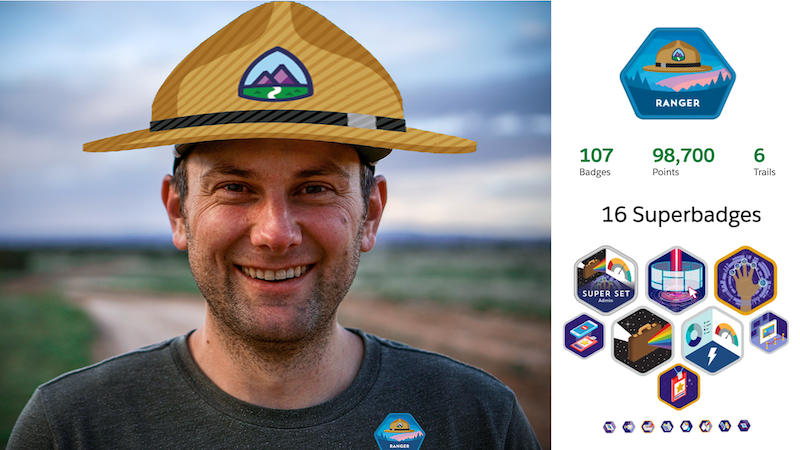 RANGER
107 98,700 6
Badges Points Trails
16 Superbadges
SUPER SET
Admin
RANGER